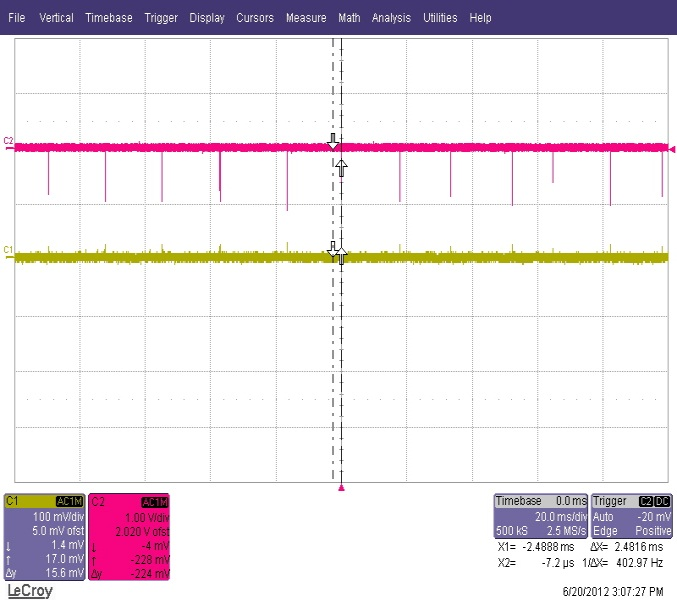 File Vertical Timebase Trigger Display Cursors Measure Math Analysis Utilities Help
C2
C1
C1 AC1M
100 mV/div
5.0 mV ofst
↓ 1.4 mV
↑ 17.0 mV
Δy 15.6 mV
C2 AC1M
1.00 V/div
2.020 V ofst
↓ -4 mV
↑ -228 mV
Δy -224 mV
Timebase 0.0 ms
20.0 ms/div
500 kS 2.5 MS/s
Trigger C2 DC
Auto -20 mV
Edge Positive
X1= -2.4888 ms ΔX= 2.4816 ms
X2= -7.2 µs 1/ΔX= 402.97 Hz
LeCroy
6/20/2012 3:07:27 PM